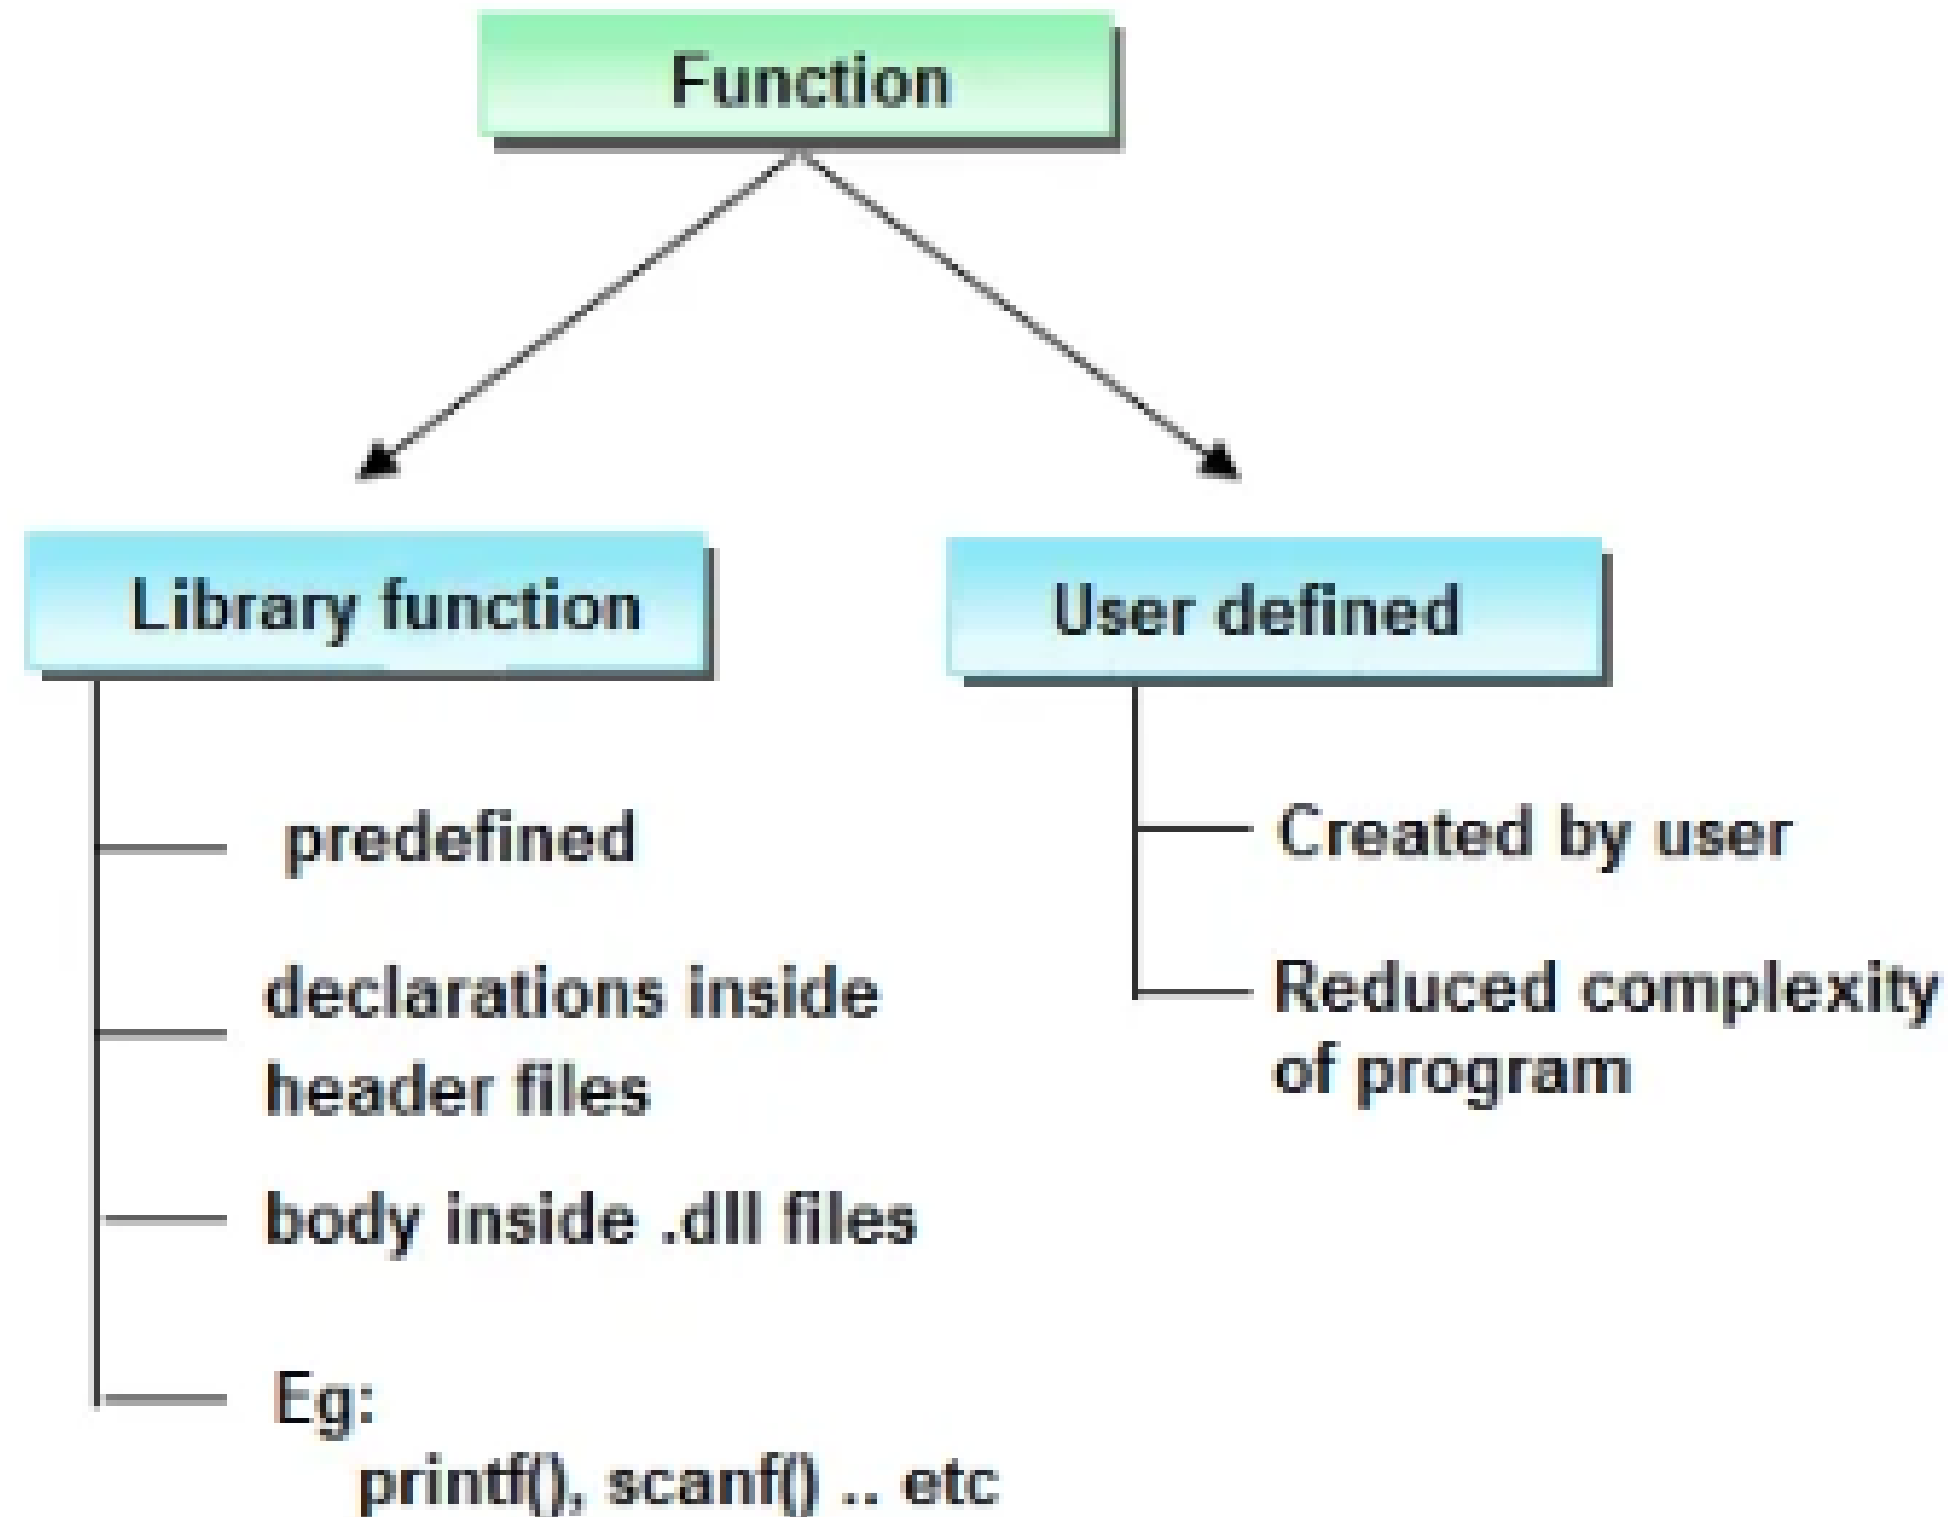 Function
Library function
predefined
declarations inside
header files
body inside .dll files
Eg:
printf(), scanf() .. etc
User defined
Created by user
Reduced complexity
of program